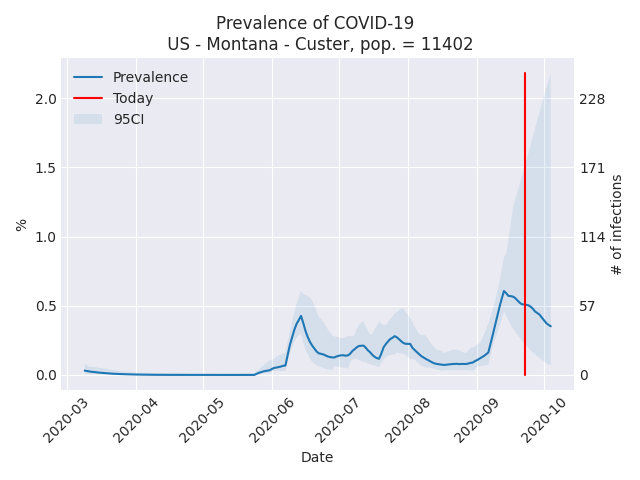 Prevalence of COVID-19
US - Montana - Custer, pop. = 11402
Prevalence
Today
95CI
%
2.0
1.5
1.0
0.5
0.0
228
171
114
57
0
# of infections
2020-03
2020-04
2020-05
2020-06
2020-07
2020-08
2020-09
2020-10
Date